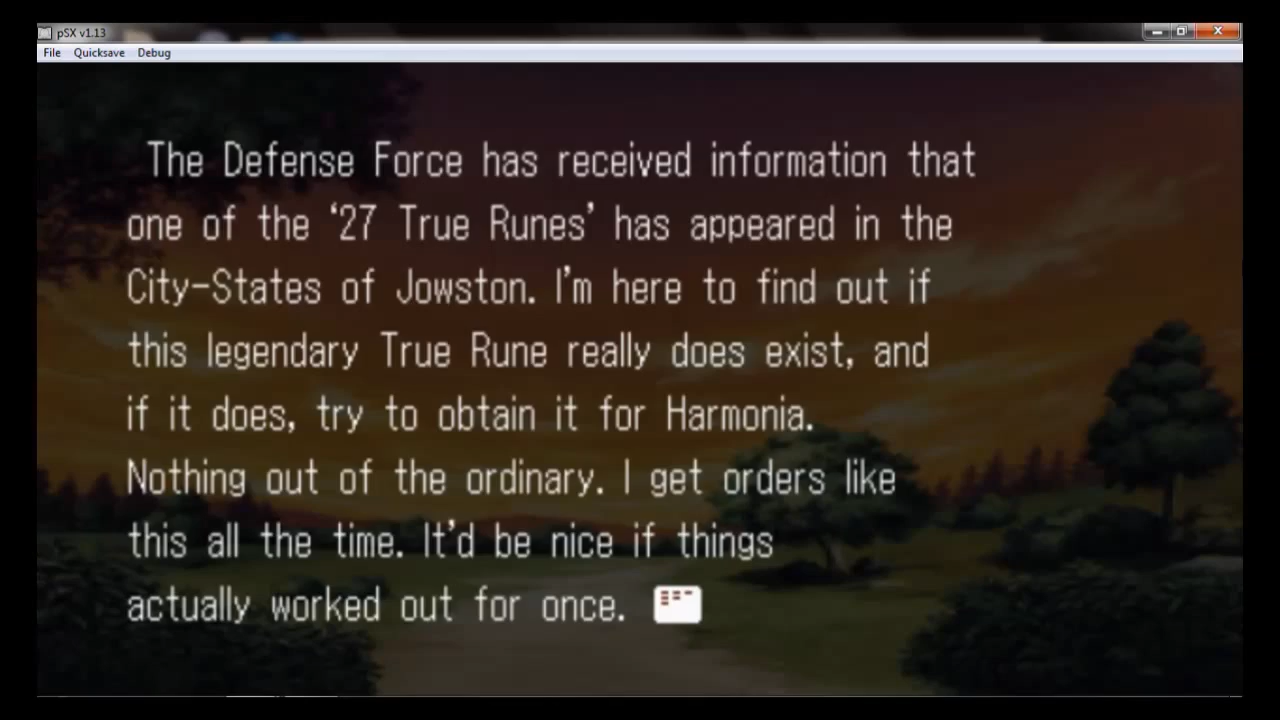 pSX v1.13
File Quicksave Debug
The Defense Force has received information that
one of the ‘27 True Runes’ has appeared in the
City-States of Jowston. I’m here to find out if
this legendary True Rune really does exist, and
if it does, try to obtain it for Harmonia.
Nothing out of the ordinary. I get orders like
this all the time. It’d be nice if things
actually worked out for once.